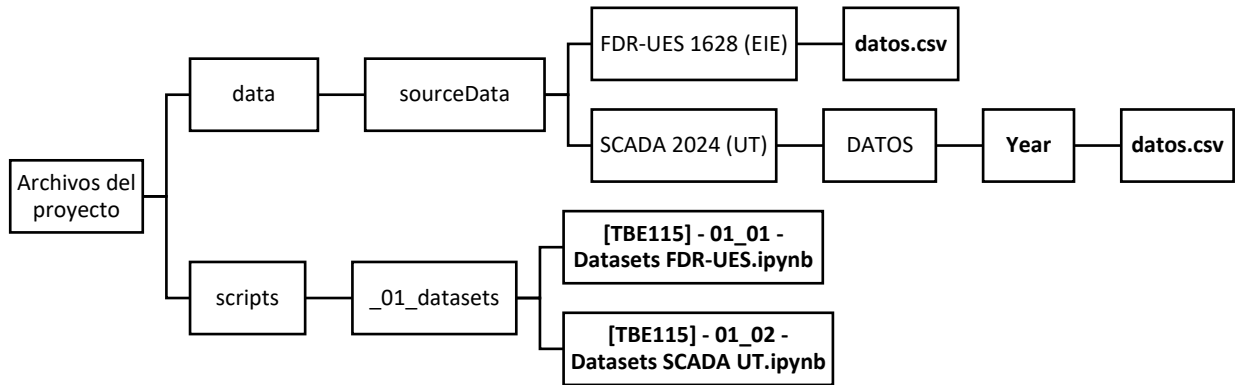 FDR-UES 1628 (EIE)
datos.csv
data
sourceData
SCADA 2024 (UT)
DATOS
Year
datos.csv
Archivos del
proyecto
[TBE115] - 01_01 -
Datasets FDR-UES.ipynb
scripts
_01_datasets
[TBE115] - 01_02 -
Datasets SCADA UT.ipynb